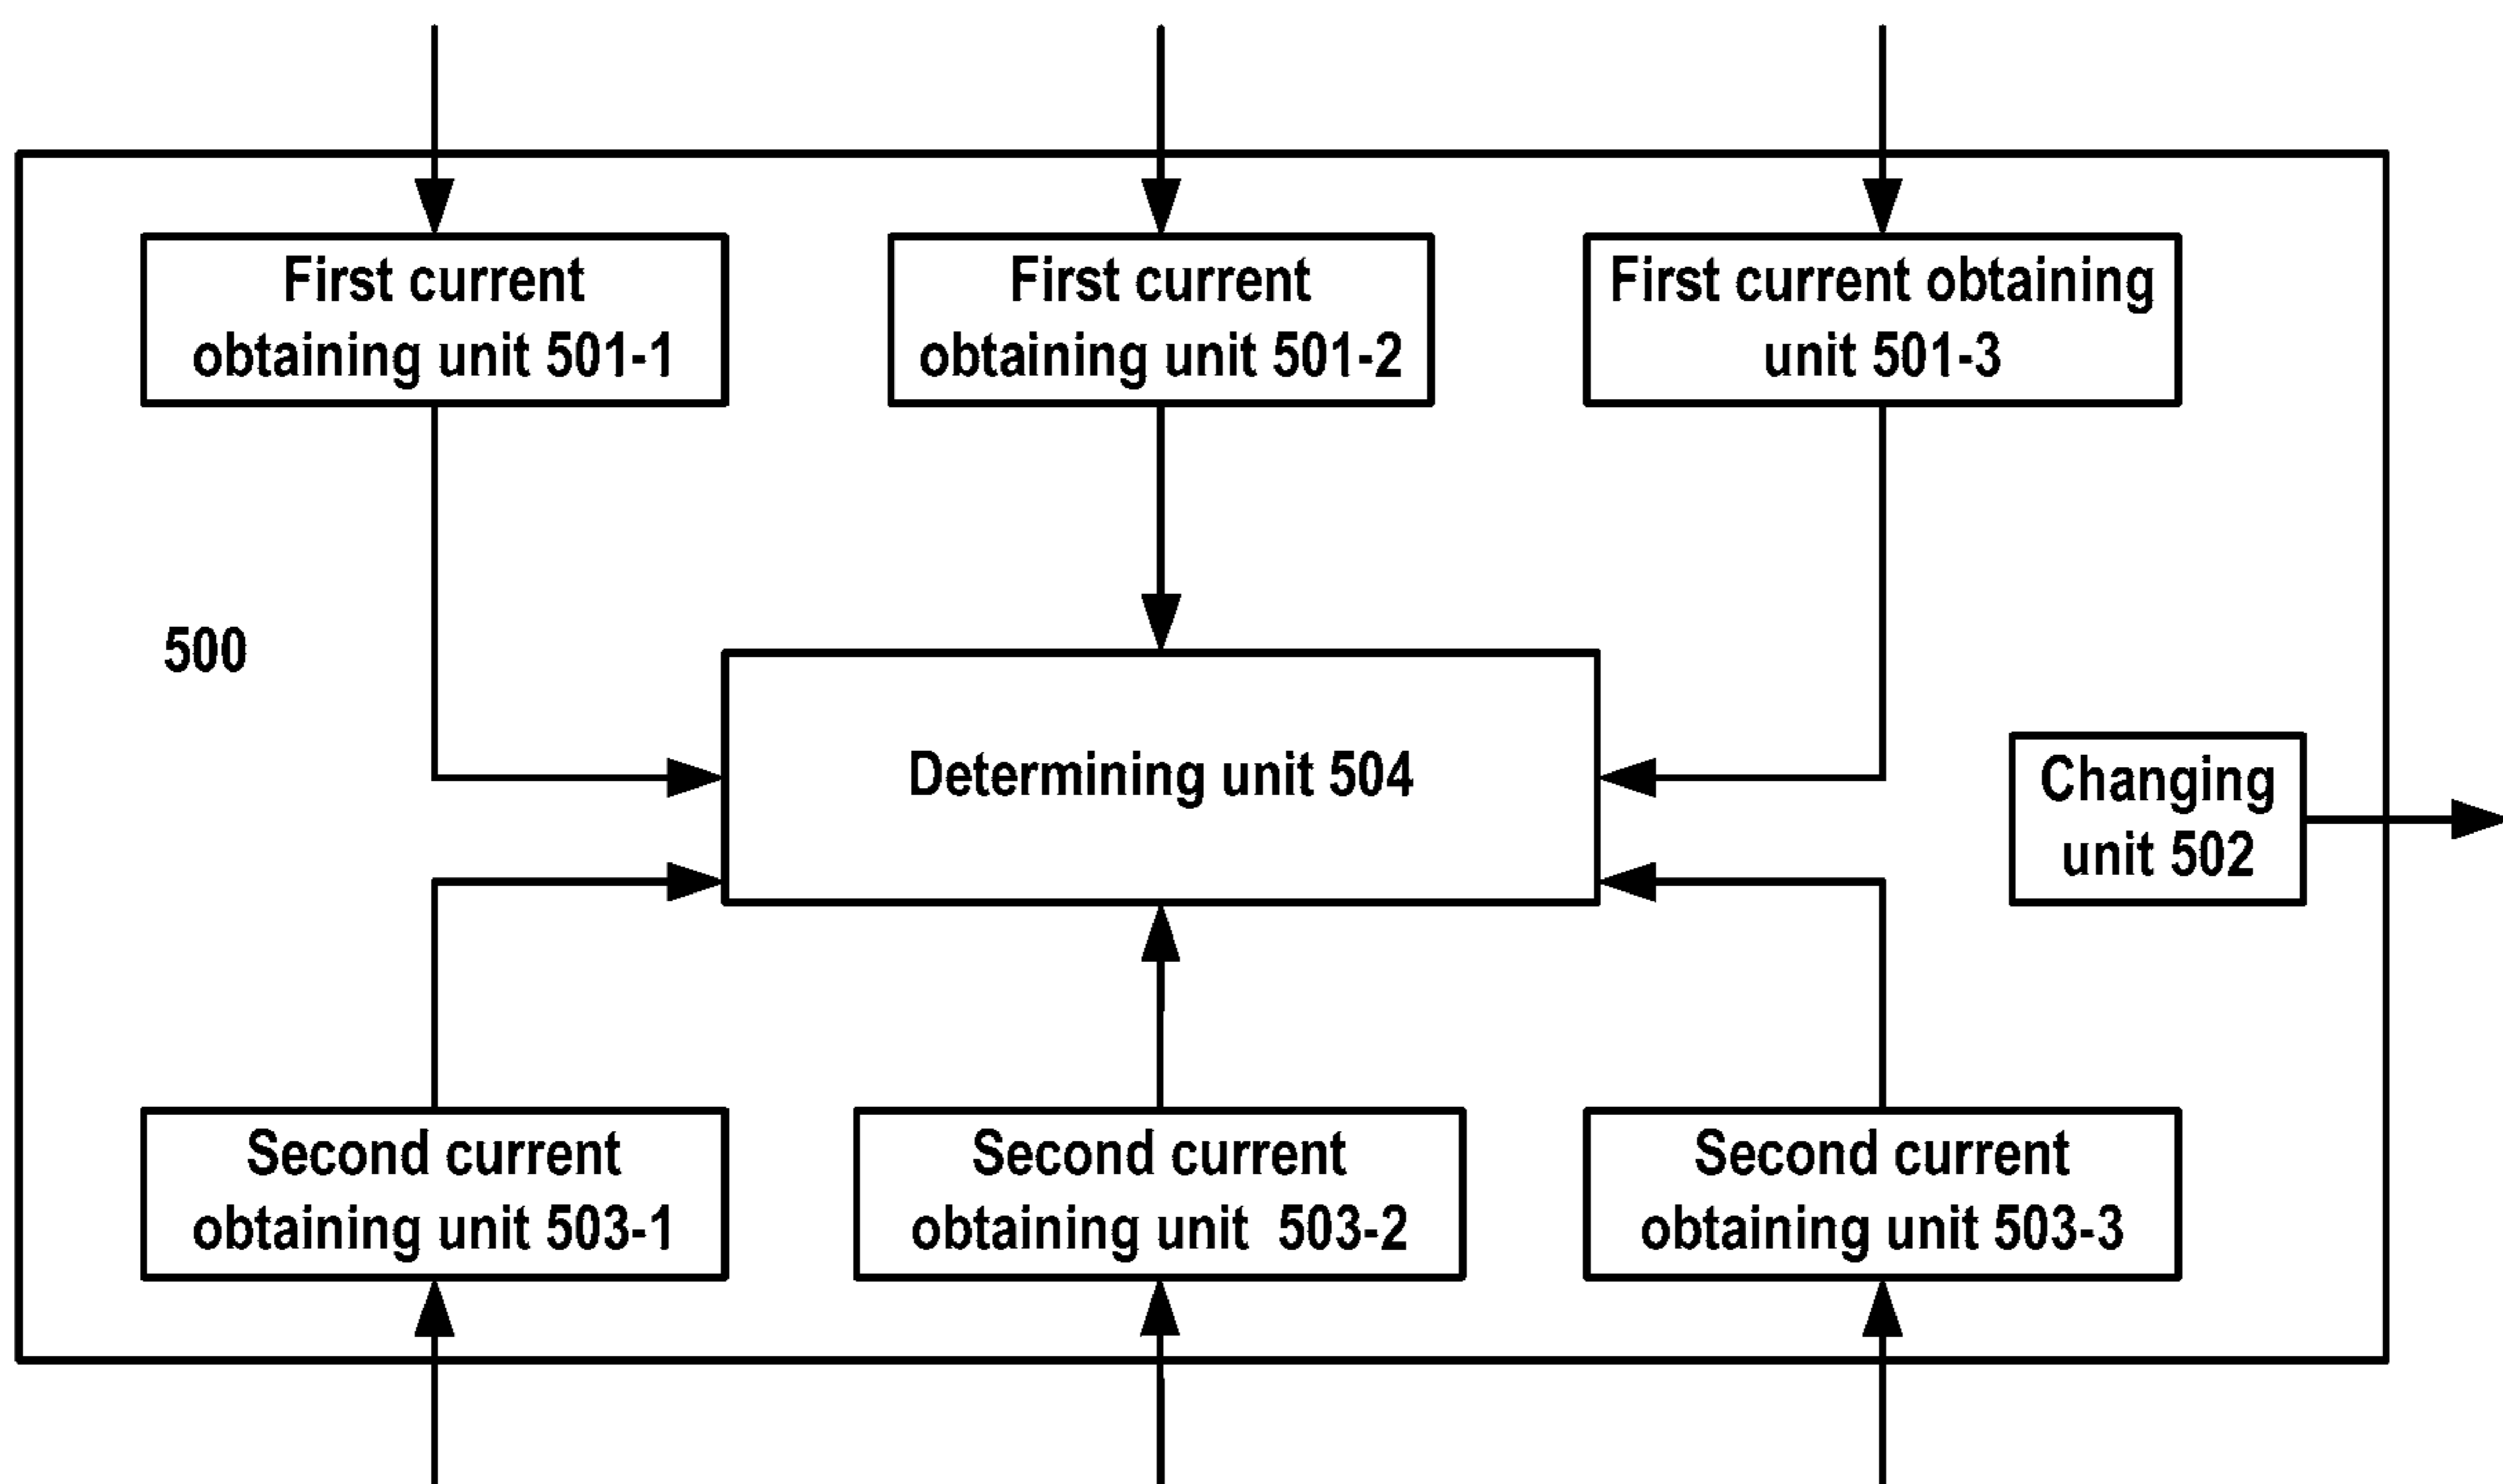 First current
obtaining unit 501-1
First current
obtaining unit 501-2
First current obtaining
unit 501-3
500
Determining unit 504
Changing
unit 502
Second current
obtaining unit 503-1
Second current
obtaining unit  503-2
Second current
obtaining unit 503-3